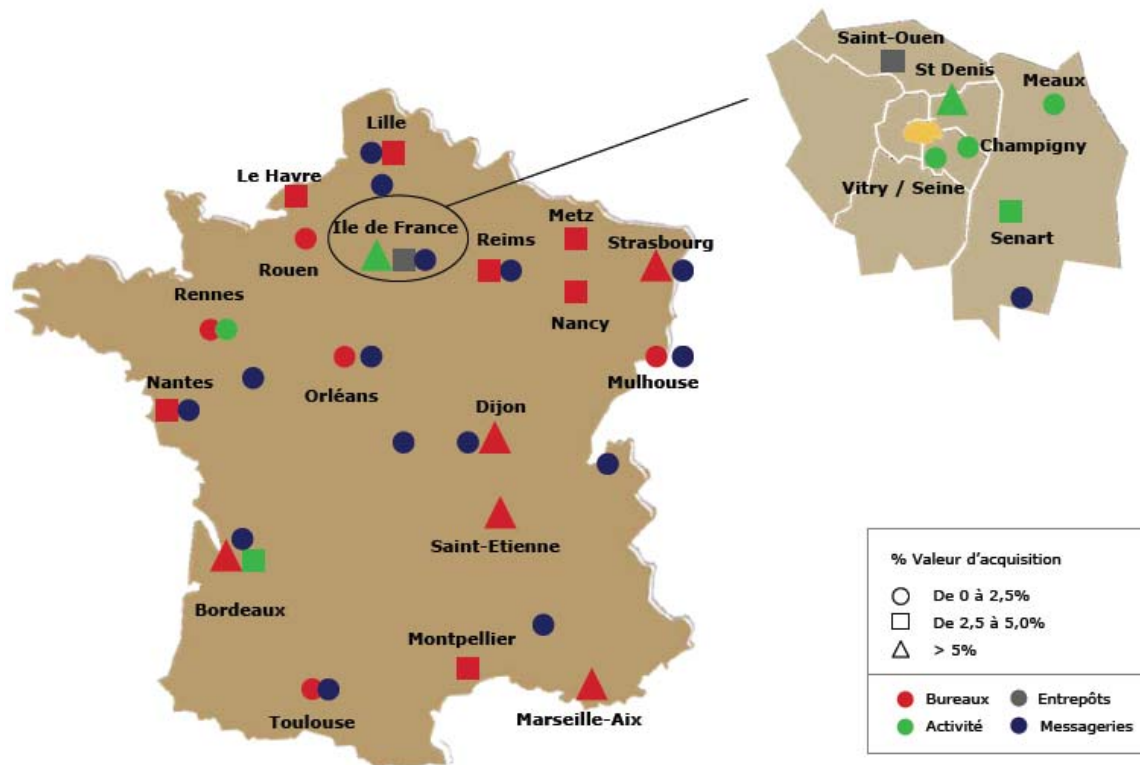 Saint-Ouen
St Denis
Meaux
Champigny
Vitry / Seine
Senart
Lille
Le Havre
Ile de France
Rouen
Reims
Metz
Strasbourg
Nancy
Rennes
Nantes
Orléans
Mulhouse
Dijon
Saint-Etienne
Bordeaux
Montpellier
Toulouse
Marseille-Aix
% Valeur d'acquisition
De 0 à 2,5%
De 2,5 à 5,0%
> 5%
Bureaux
Entrepôts
Activité
Messageries